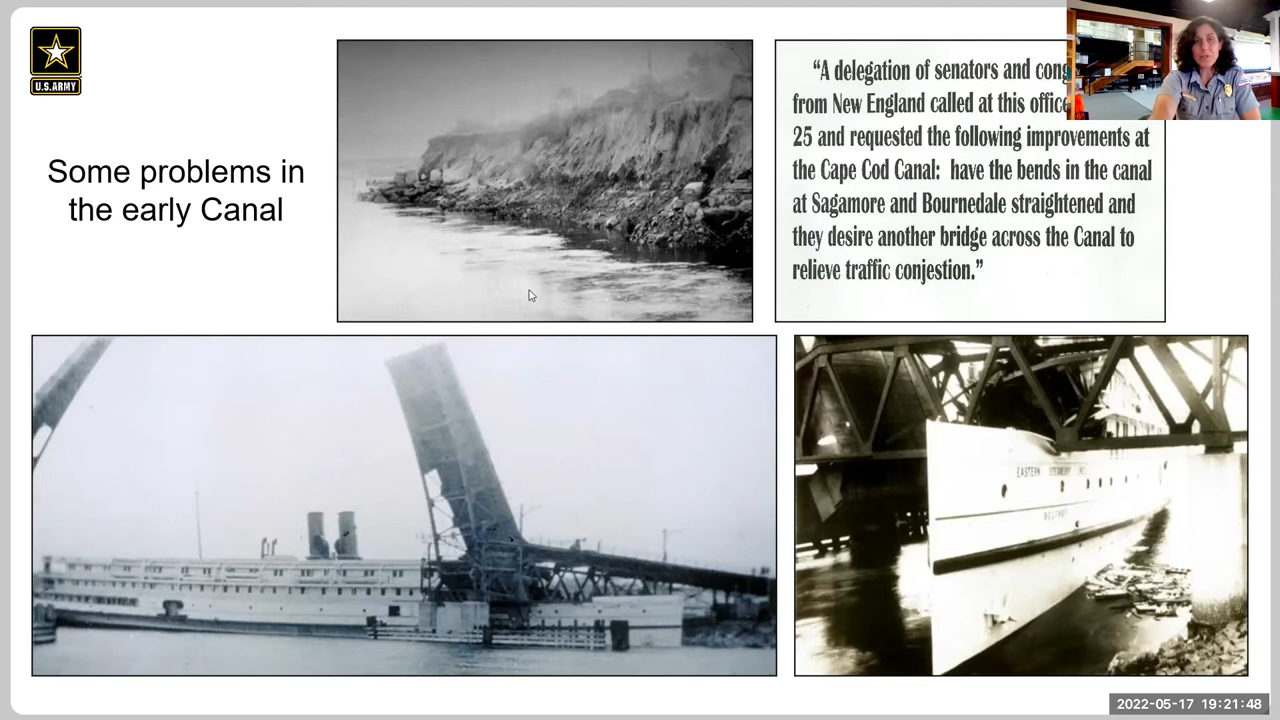 U.S. ARMY
Some problems in
the early Canal
“A delegation of senators and
from New England called at this
25 and requested the following improvements at
the Cape Cod Canal: have the bends in the canal
at Sagamore and Bournedale straightened and
they desire another bridge across the Canal to
relieve traffic conjestion.”
EASTERN
BELFAST
2022-05-17 19:21:48